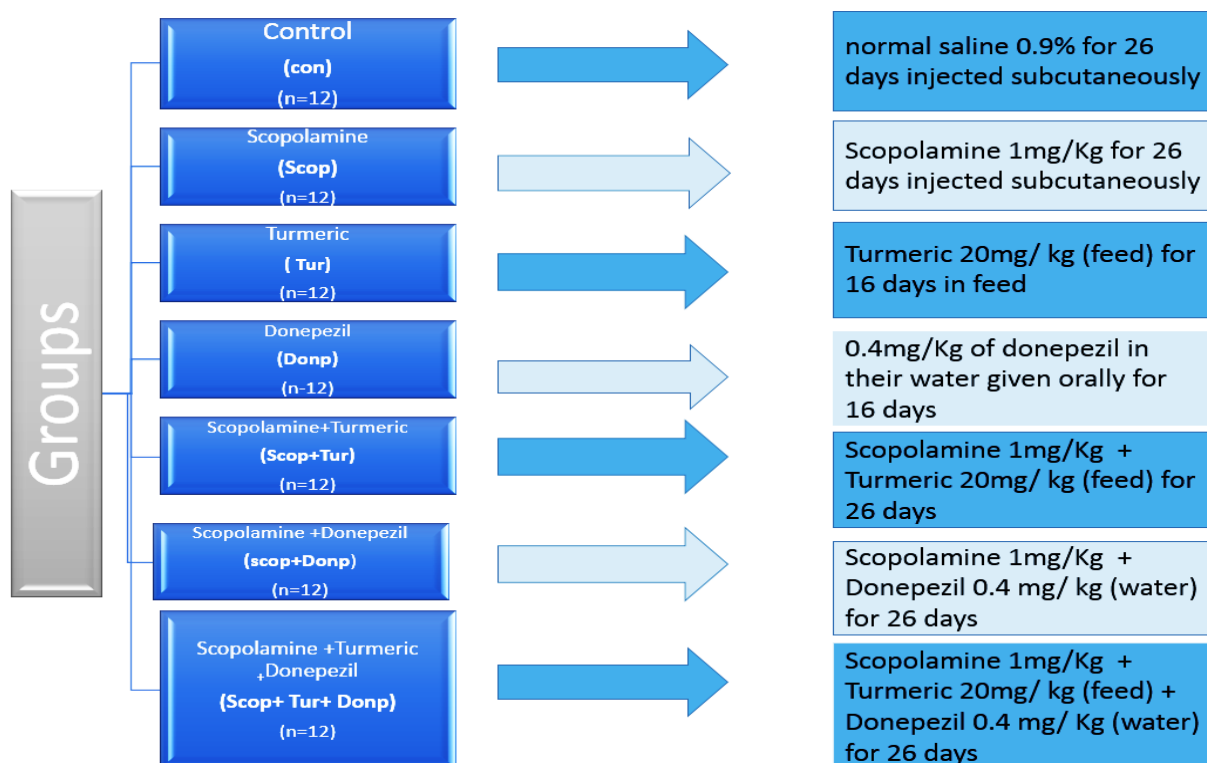 Groups
Control
(con)
(n=12)
normal saline 0.9% for 26
days injected subcutaneously
Scopolamine
(Scop)
(n=12)
Scopolamine 1mg/Kg for 26
days injected subcutaneously
Turmeric
( Tur)
(n=12)
Turmeric 20mg/ kg (feed) for
16 days in feed
Donepezil
(Donp)
(n-12)
0.4mg/Kg of donepezil in
their water given orally for
16 days
Scopolamine+Turmeric
(Scop+Tur)
(n=12)
Scopolamine 1mg/Kg +
Turmeric 20mg/ kg (feed) for
26 days
Scopolamine +Donepezil
(scop+Donp)
(n=12)
Scopolamine 1mg/Kg +
Donepezil 0.4 mg/ kg (water)
for 26 days
Scopolamine +Turmeric
+Donepezil
(Scop+ Tur+ Donp)
(n=12)
Scopolamine 1mg/Kg +
Turmeric 20mg/ kg (feed) +
Donepezil 0.4 mg/ Kg (water)
for 26 days